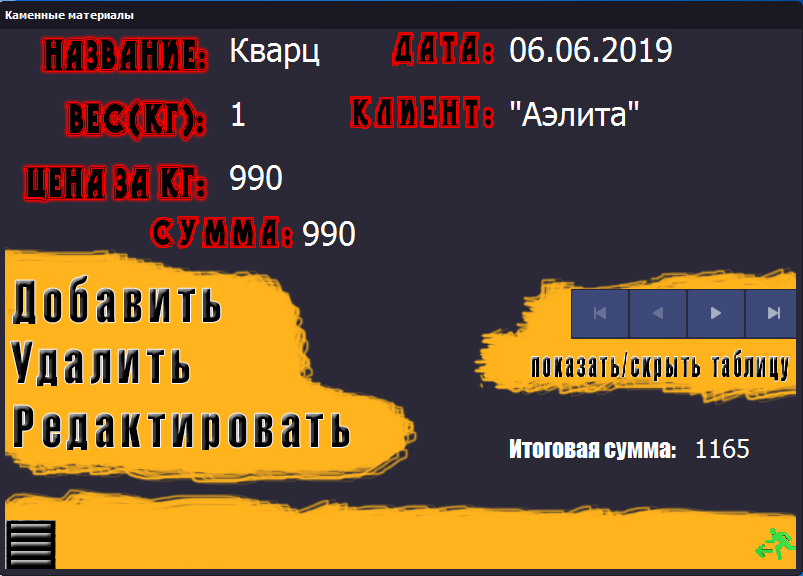 Каменные материалы
НАЗВАНИЕ: Кварц ДАТА: 06.06.2019
ВЕС(КГ): 1 КЛИЕНТ: "Аэлита"
ЦЕНА ЗА КГ: 990
СУММА: 990
Добавить
Удалить
Редактировать
показать/скрыть таблицу
Итоговая сумма: 1165